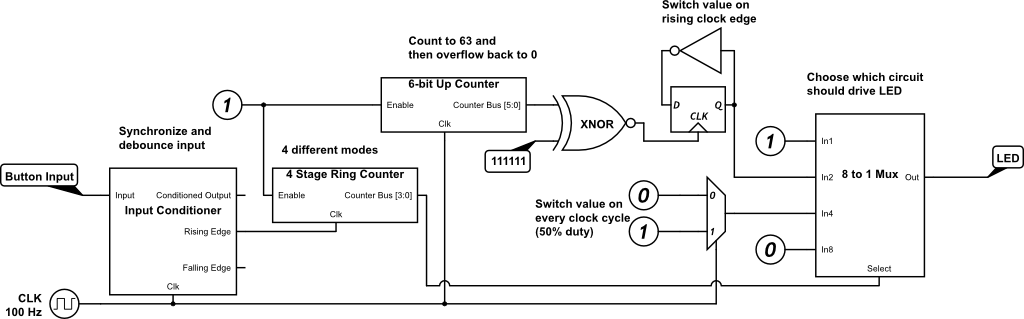 Switch value on
rising clock edge
Count to 63 and
then overflow back to 0
6-bit Up Counter
Enable
Counter Bus [5:0]
Clk
1
XNOR
111111
D
Q
CLK
Choose which circuit
should drive LED
Synchronize and
debounce input
4 different modes
Button Input
Input
Conditioned Output
Input Conditioner
Rising Edge
Falling Edge
Clk
4 Stage Ring Counter
Enable
Counter Bus [3:0]
Clk
Switch value on
every clock cycle
(50% duty)
0
1
0
1
1
0
In1
In2
In4
In8
8 to 1 Mux
Out
Select
LED
CLK
100 Hz